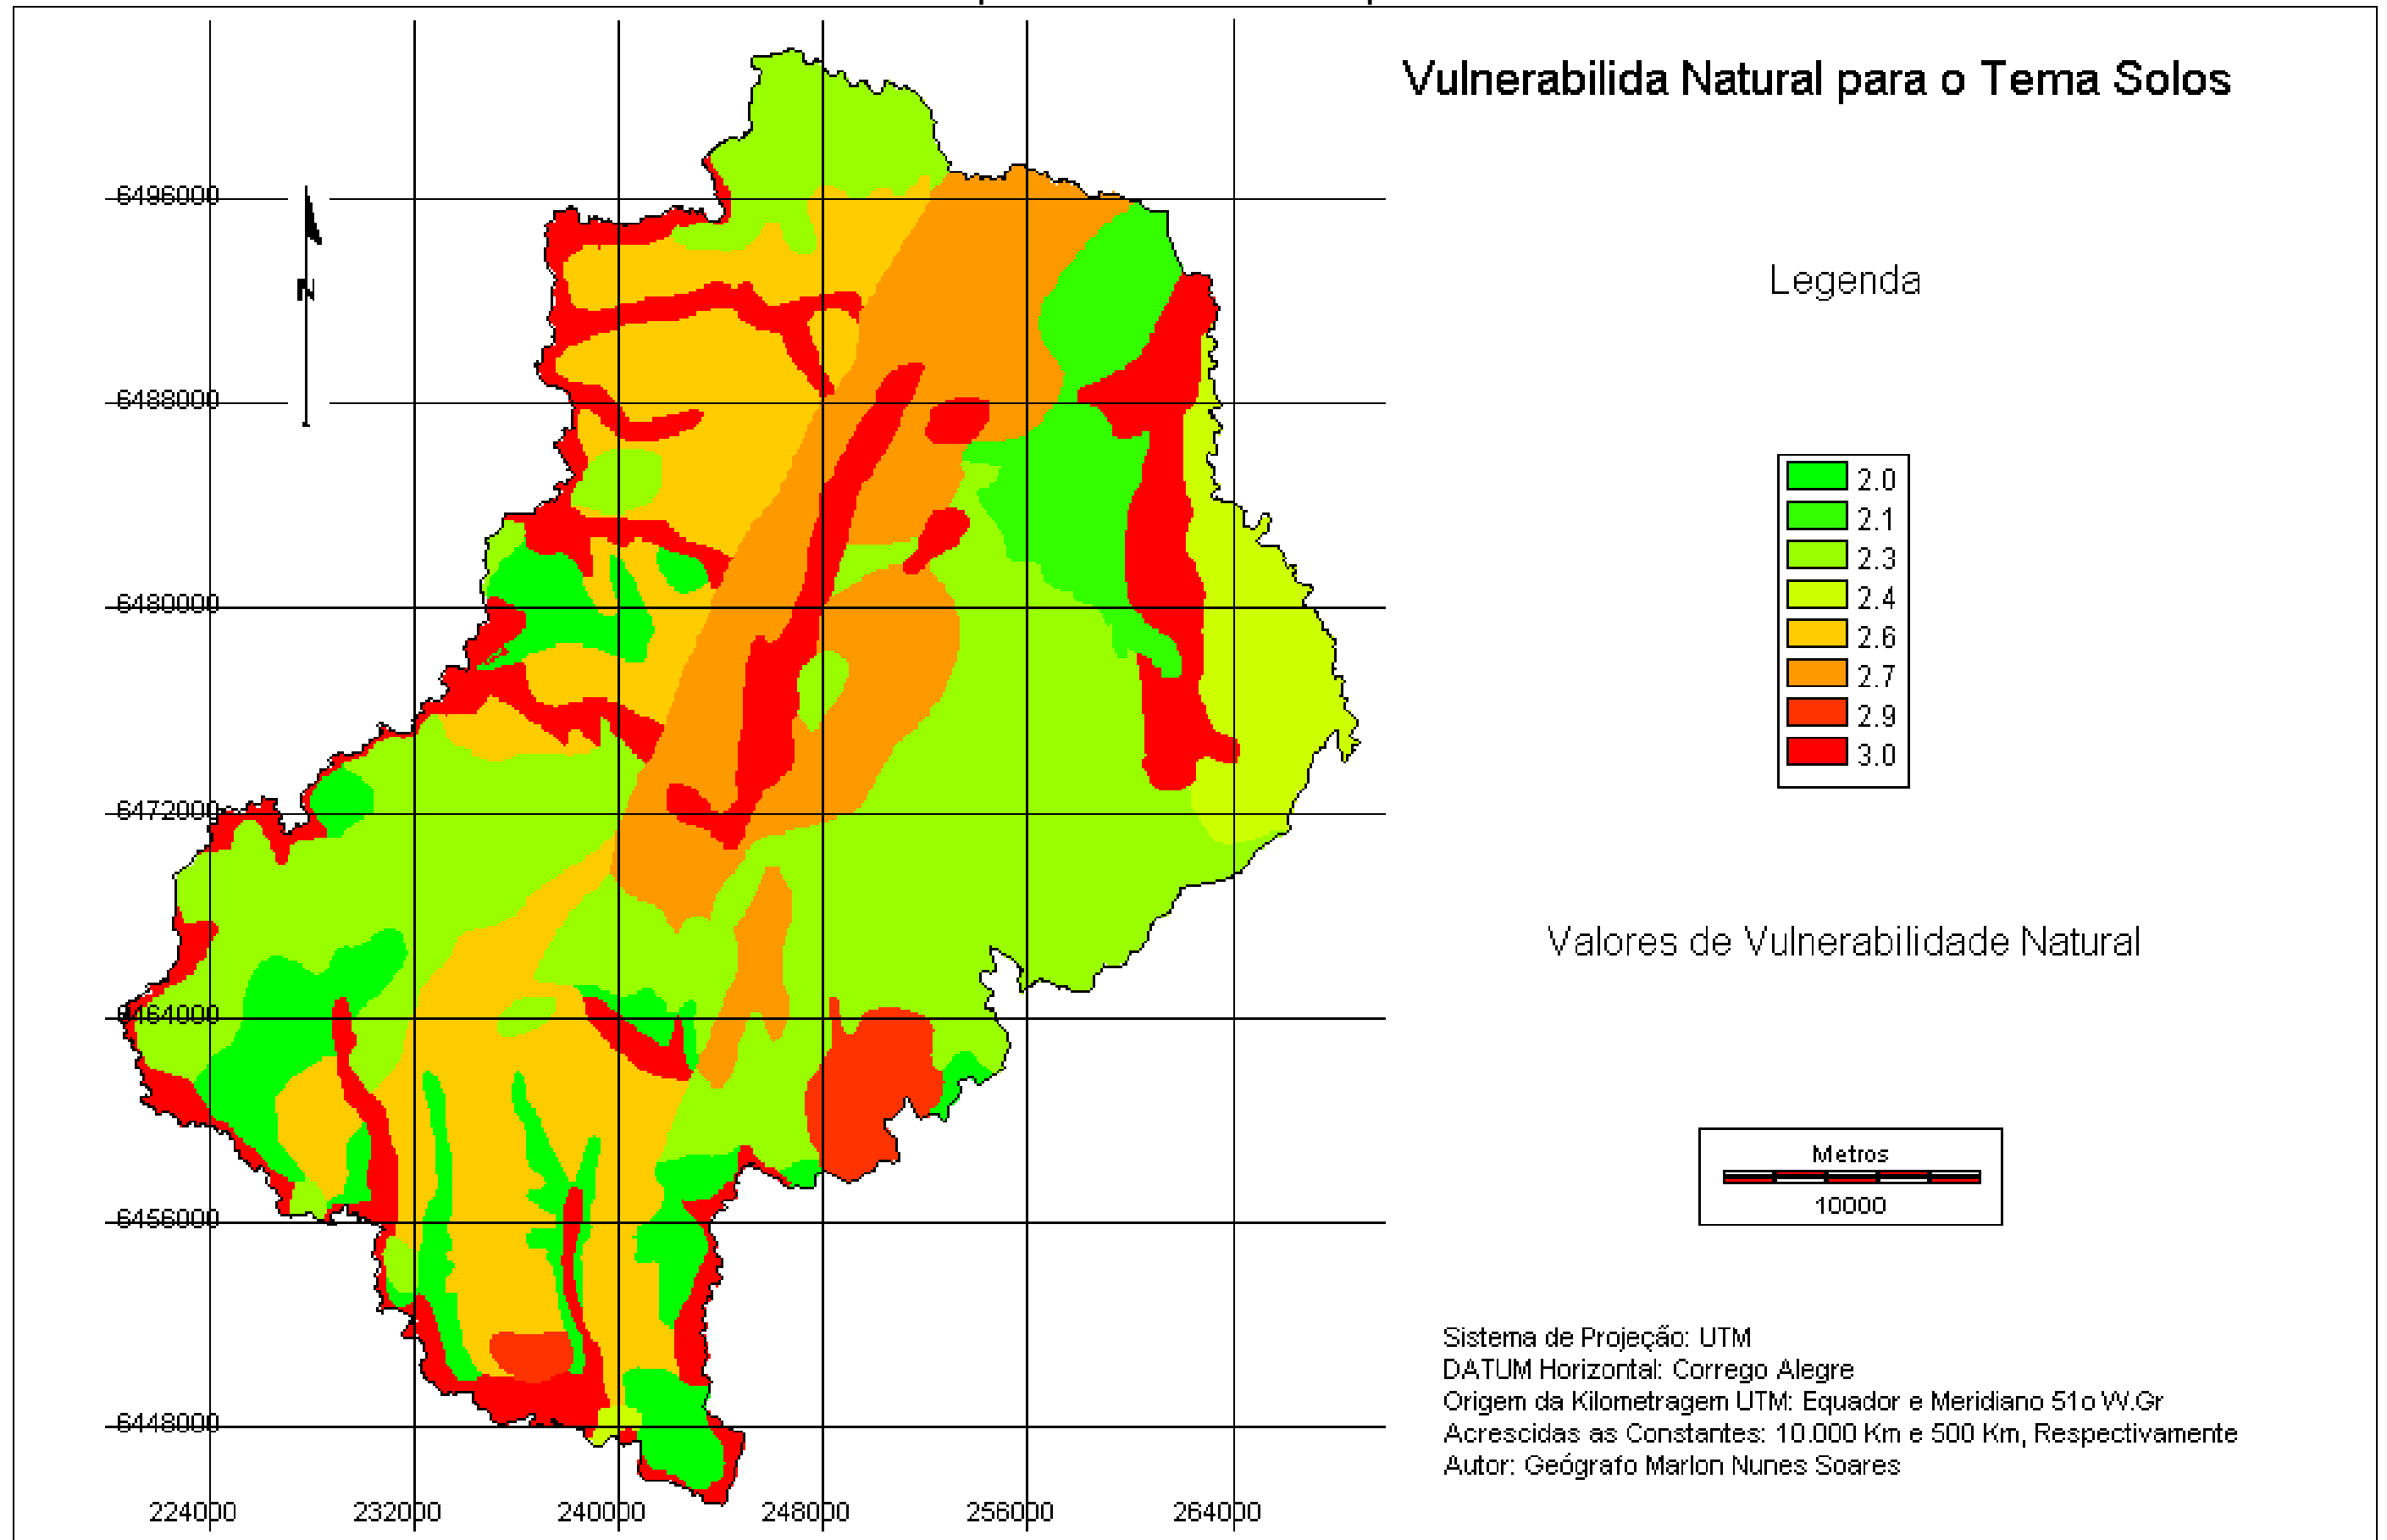 Vulnerabilida Natural para o Tema Solos
6496000
N
Legenda
6488000
2.0
2.1
2.3
2.4
2.6
2.7
2.9
3.0
6480000
6472000
Valores de Vulnerabilidade Natural
6464000
Metros
10000
6456000
Sistema de Projeção: UTM
DATUM Horizontal: Corrego Alegre
Origem da Kilometragem UTM: Equador e Meridiano 51o W.Gr
Acrescidas as Constantes: 10.000 Km e 500 Km, Respectivamente
Autor: Geógrafo Marlon Nunes Soares
6448000
224000 232000 240000 248000 256000 264000